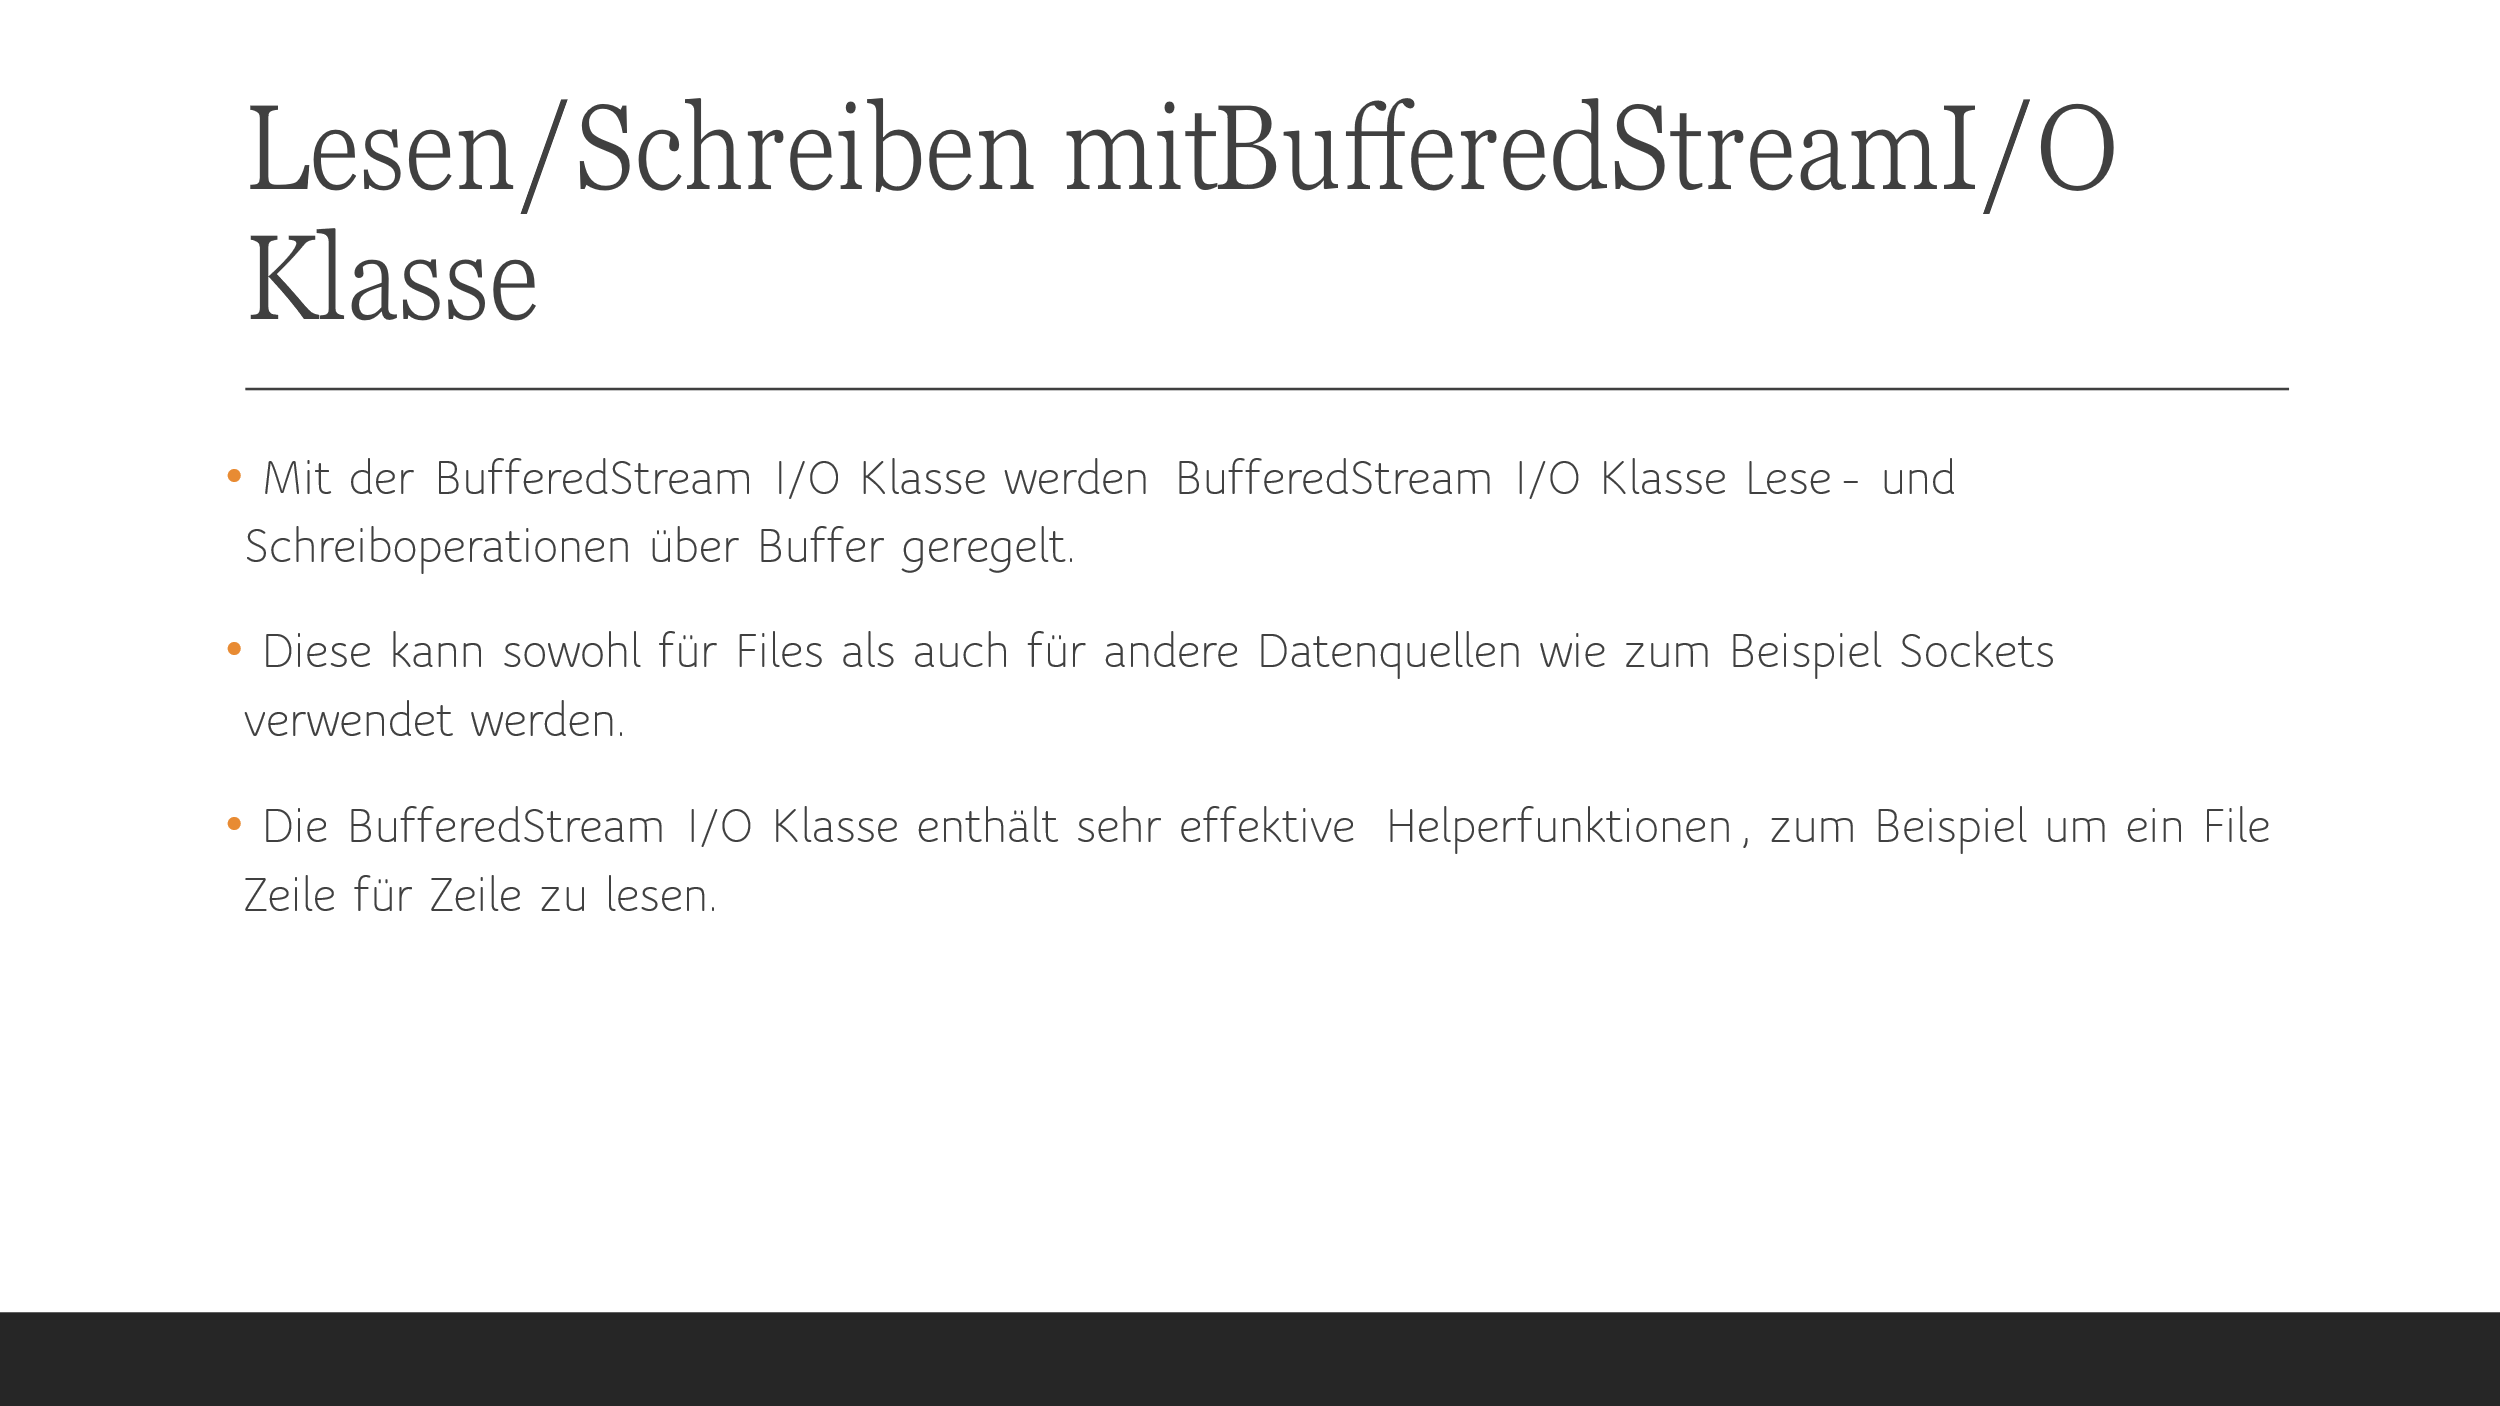 Lesen/Schreiben mitBufferedStreamI/O
Klasse
• Mit der BufferedStream I/O Klasse werden BufferedStream I/O Klasse Lese- und
Schreiboperationen über Buffer geregelt.
• Diese kann sowohl für Files als auch für andere Datenquellen wie zum Beispiel Sockets
verwendet werden.
• Die BufferedStream I/O Klasse enthält sehr effektive Helperfunktionen, zum Beispiel um ein File
Zeile für Zeile zu lesen.